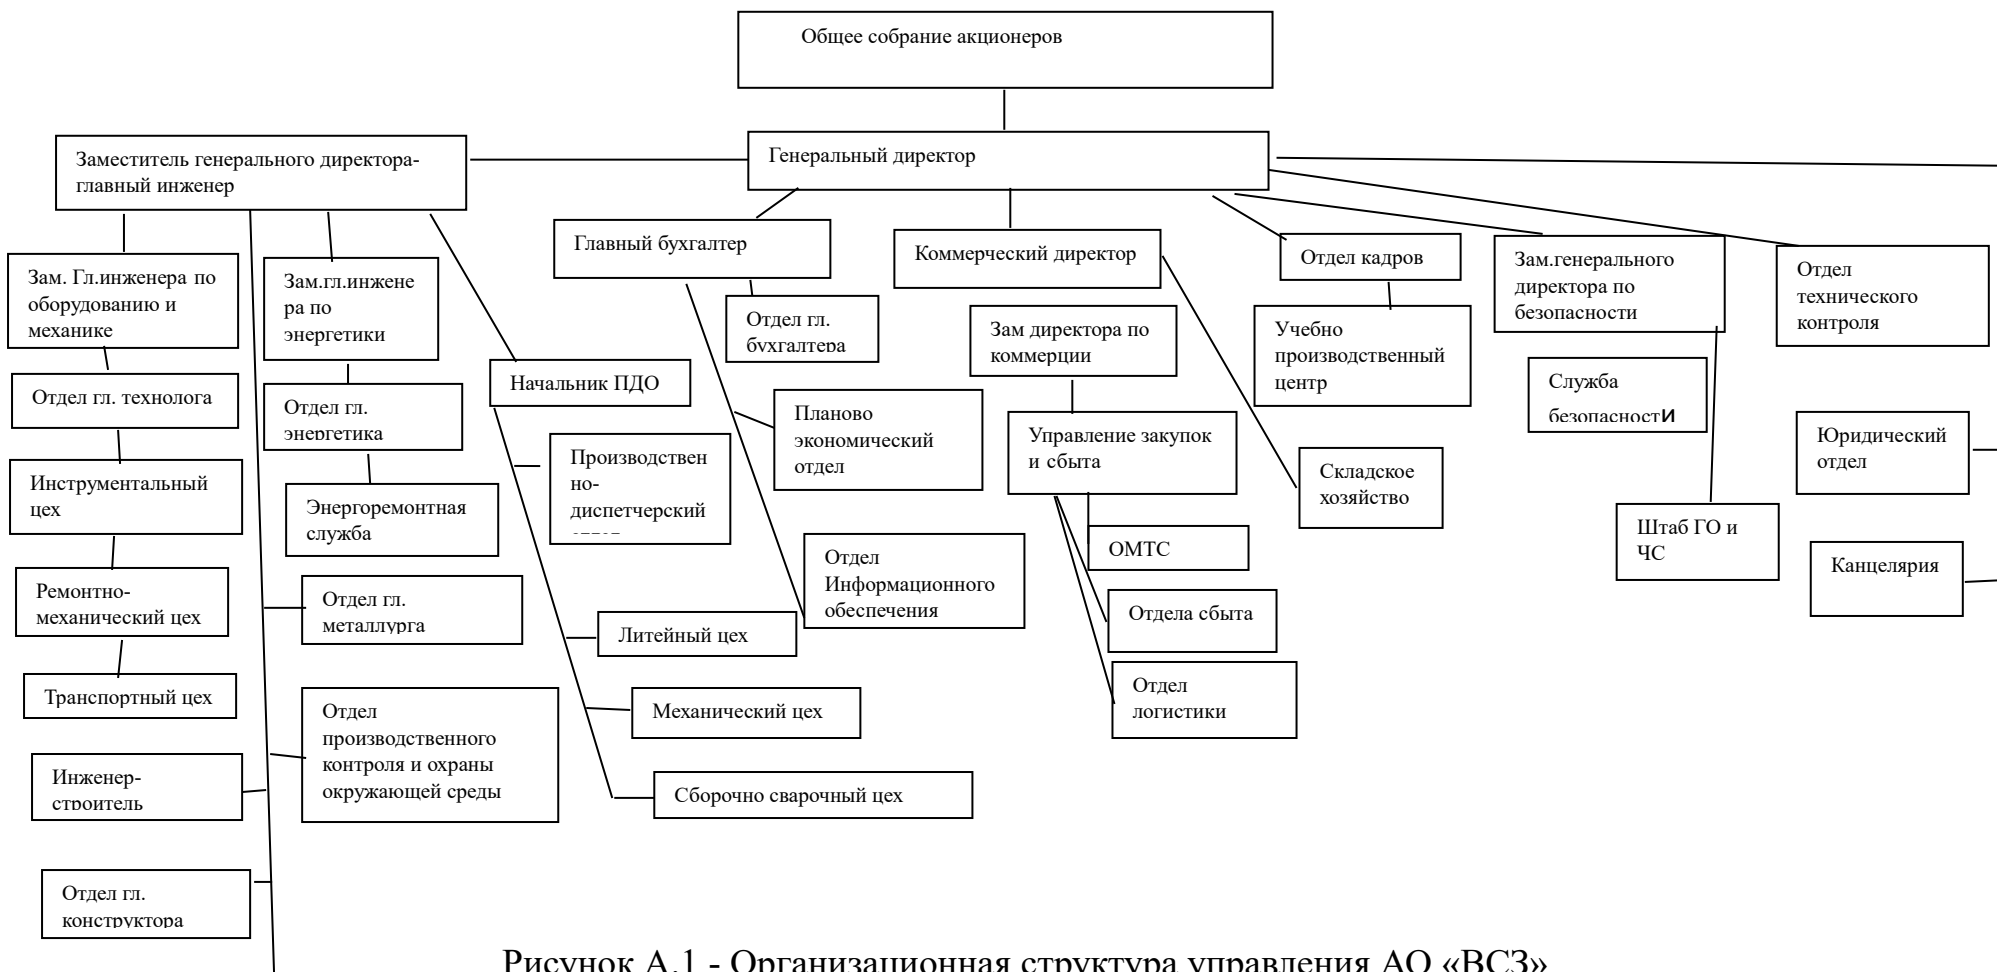 Общее собрание акционеров
Заместитель генерального директора-
главный инженер
Генеральный директор
Зам. Гл.инженера по
оборудованию и
механике
Зам.гл.инжене
ра по
энергетики
Главный бухгалтер
Коммерческий директор
Отдел кадров
Зам.генерального
директора по
безопасности
Отдел
технического
контроля
Отдел гл.
бухгалтера
Зам директора по
коммерции
Учебно
производственный
центр
Служба
безопасности
Отдел гл. технолога
Отдел гл.
энергетика
Начальник ПДО
Планово
экономический
отдел
Управление закупок
и сбыта
Юридический
отдел
Инструментальный
цех
Энергоремонтная
служба
Производствен
но-
диспетчерский
Складское
хозяйство
Штаб ГО и
ЧС
ОМТС
Отдел
Информационного
обеспечения
Канцелярия
Ремонтно-
механический цех
Отдел гл.
металлурга
Литейный цех
Отдела сбыта
Транспортный цех
Отдел
производственного
контроля и охраны
окружающей среды
Механический цех
Отдел
логистики
Инженер-
строитель
Сборочно сварочный цех
Отдел гл.
конструктора
Рисунок А.1 - Организационная структура управления АО «ВСЗ»